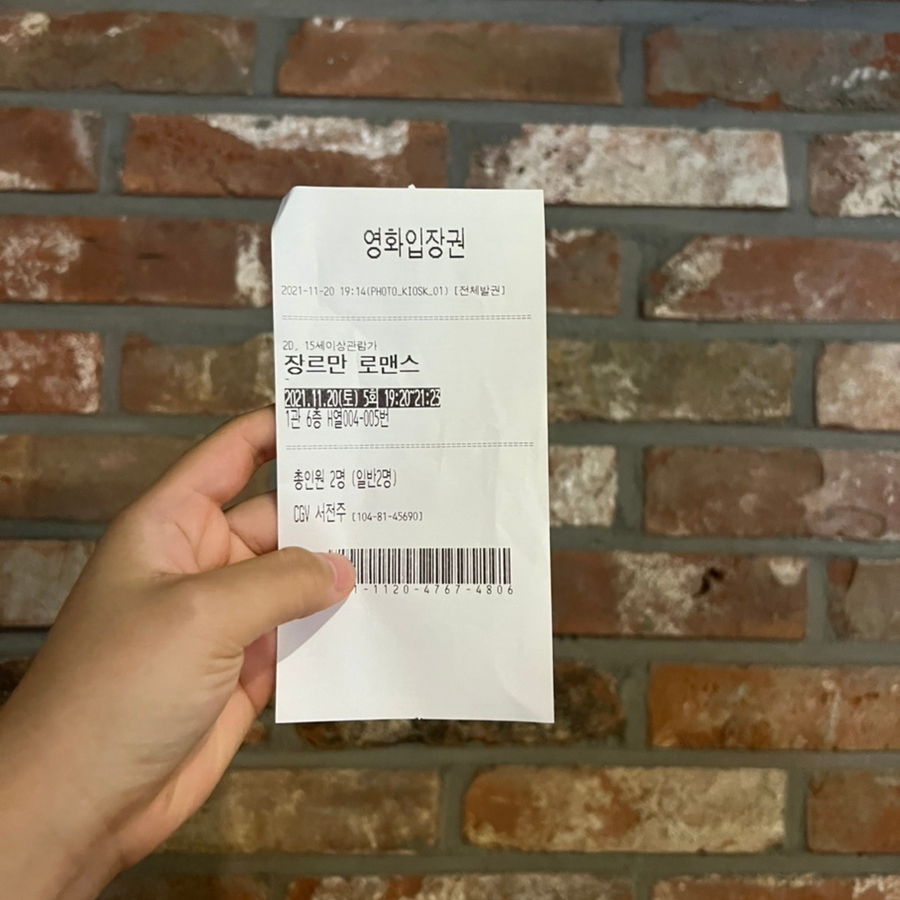 영화입장권
2021-11-20 19:14(PHOTO_KIOSK_01) [전체발권]
2D, 15세이상관람가
장르만 로맨스
2021.11.20(토) 5회 19:20~21:23
1관 6층 H열004-005번
총인원 2명 (일반2명)
CGV 서전주 [104-81-45690]
1-1120-4767-4806